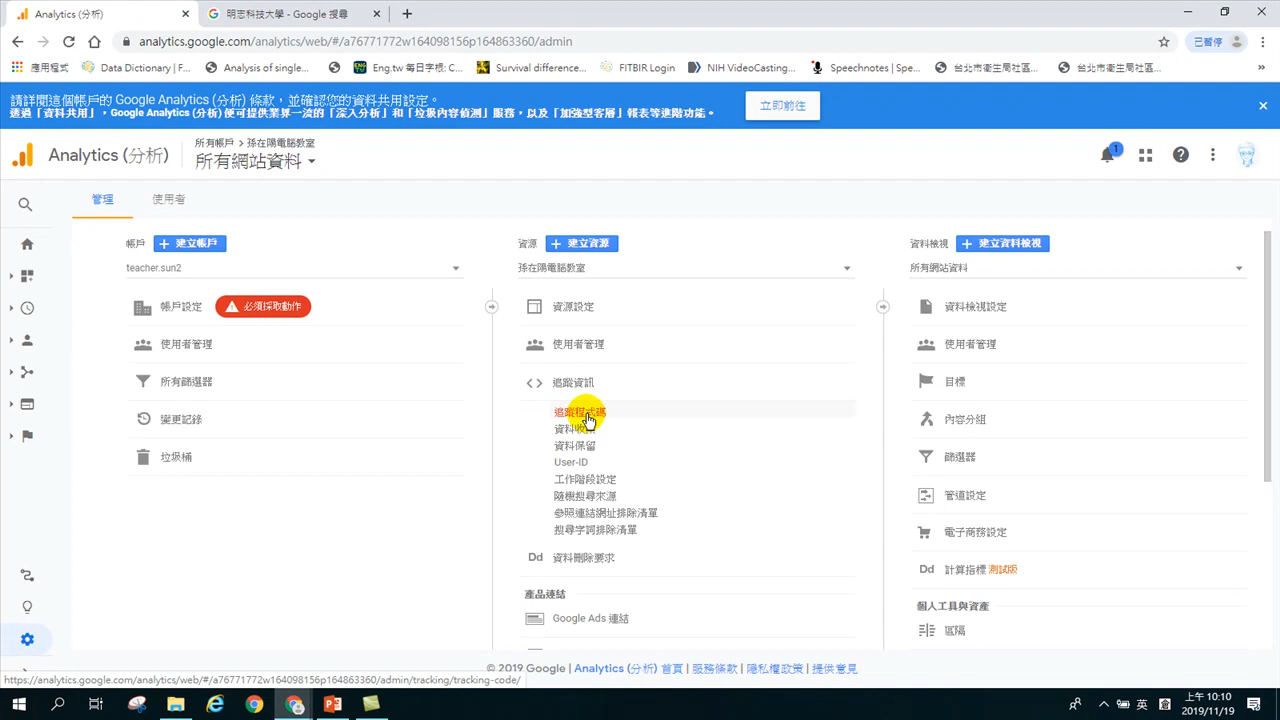 Analytics (分析)
明志科技大學 - Google 搜尋
analytics.google.com/analytics/web/#/a76771772w164098156p164863360/admin
已暫停
應用程式
Data Dictionary | F...
Analysis of single...
Eng.tw 每日字根: C...
Survival difference...
FITBIR Login
NIH VideoCasting...
Speechnotes | Spe...
台北市衛生局社區...
台北市衛生局社區...
»
請詳閱這個帳戶的 Google Analytics (分析) 條款，並確認您的資料共用設定。
透過「資料共用」，Google Analytics (分析) 便可提供業界一流的「深入分析」和「垃圾內容偵測」服務，以及「加強型客層」報表等進階功能。
立即前往
Analytics (分析)
所有帳戶 > 孫在陽電腦教室
所有網站資料
1
管理
使用者
帳戶
建立帳戶
teacher.sun2
帳戶設定
必須採取動作
使用者管理
所有篩選器
變更記錄
垃圾桶
資源
建立資源
孫在陽電腦教室
資源設定
使用者管理
追蹤資訊
追蹤程式碼
資料收集
資料保留
User-ID
工作階段設定
隨機搜尋來源
參照連結網址排除清單
搜尋字詞排除清單
Dd 資料刪除要求
產品連結
Google Ads 連結
資料檢視
建立資料檢視
所有網站資料
資料檢視設定
使用者管理
目標
內容分組
篩選器
管道設定
電子商務設定
Dd 計算指標 測試版
個人工具與資產
區隔
© 2019 Google | Analytics (分析) 首頁 | 服務條款 | 隱私權政策 | 提供意見
https://analytics.google.com/analytics/web/#/a76771772w164098156p164863360/admin/tracking/tracking-code/
英
上午 10:10
2019/11/19